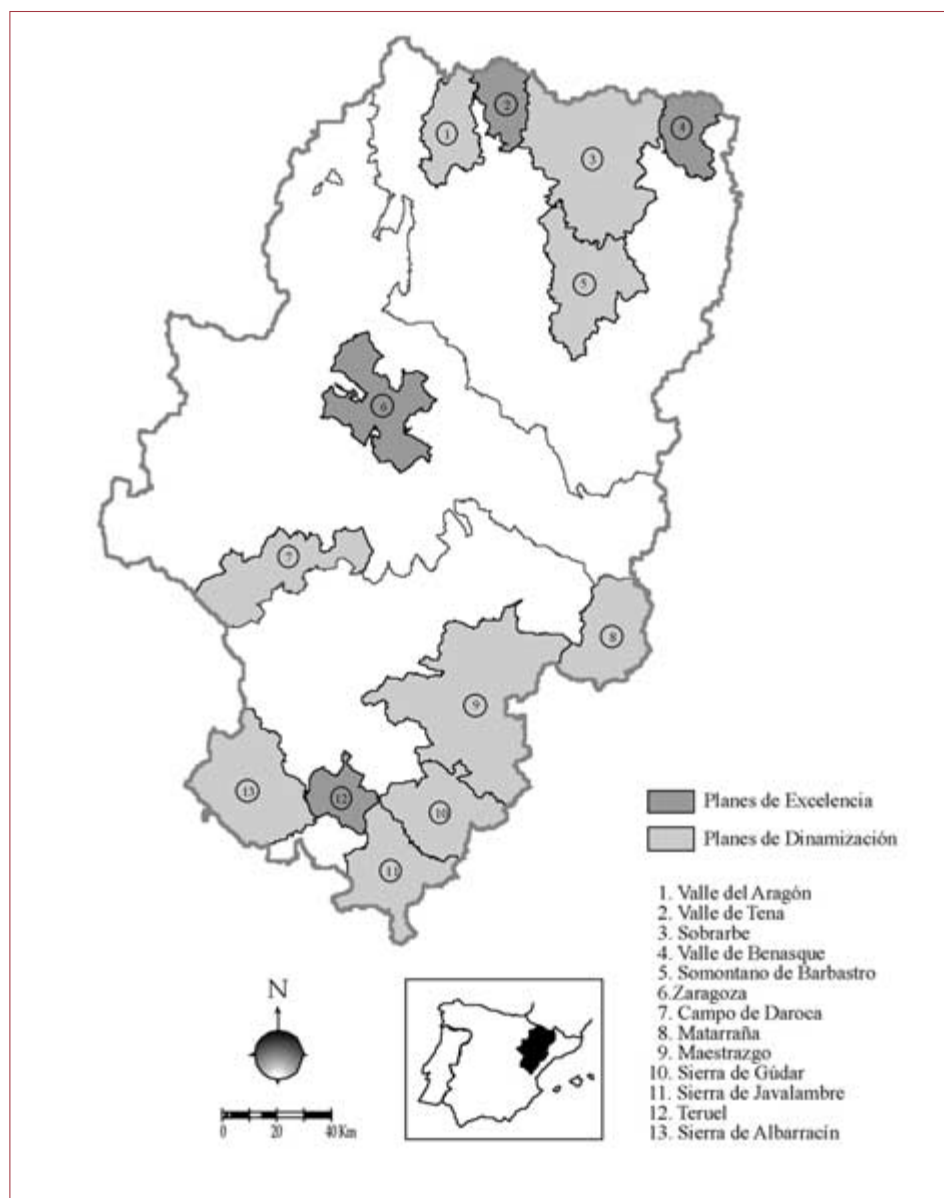 1
2
3
4
5
6
7
8
9
10
11
12
13
Planes de Excelencia
Planes de Dinamización
1. Valle del Aragón
2. Valle de Tena
3. Sobrarbe
4. Valle de Benasque
5. Somontano de Barbastro
6.Zaragoza
7. Campo de Daroca
8. Matarraña
9. Maestrazgo
10. Sierra de Gúdar
11. Sierra de Javalambre
12. Teruel
13. Sierra de Albarracín
N
0 20 40 Km